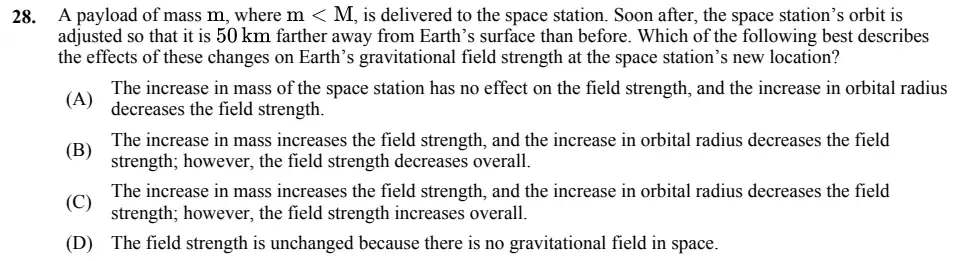 28. A payload of mass m, where m < M, is delivered to the space station. Soon after, the space station's orbit is
adjusted so that it is 50 km farther away from Earth's surface than before. Which of the following best describes
the effects of these changes on Earth's gravitational field strength at the space station's new location?
(A) The increase in mass of the space station has no effect on the field strength, and the increase in orbital radius
decreases the field strength.
(B) The increase in mass increases the field strength, and the increase in orbital radius decreases the field
strength; however, the field strength decreases overall.
(C) The increase in mass increases the field strength, and the increase in orbital radius decreases the field
strength; however, the field strength increases overall.
(D) The field strength is unchanged because there is no gravitational field in space.